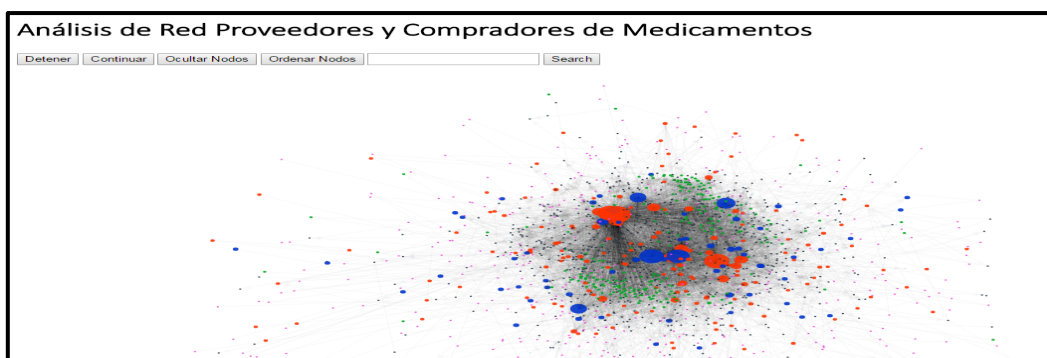 Análisis de Red Proveedores y Compradores de Medicamentos
Detener Continuar Ocultar Nodos Ordenar Nodos Search